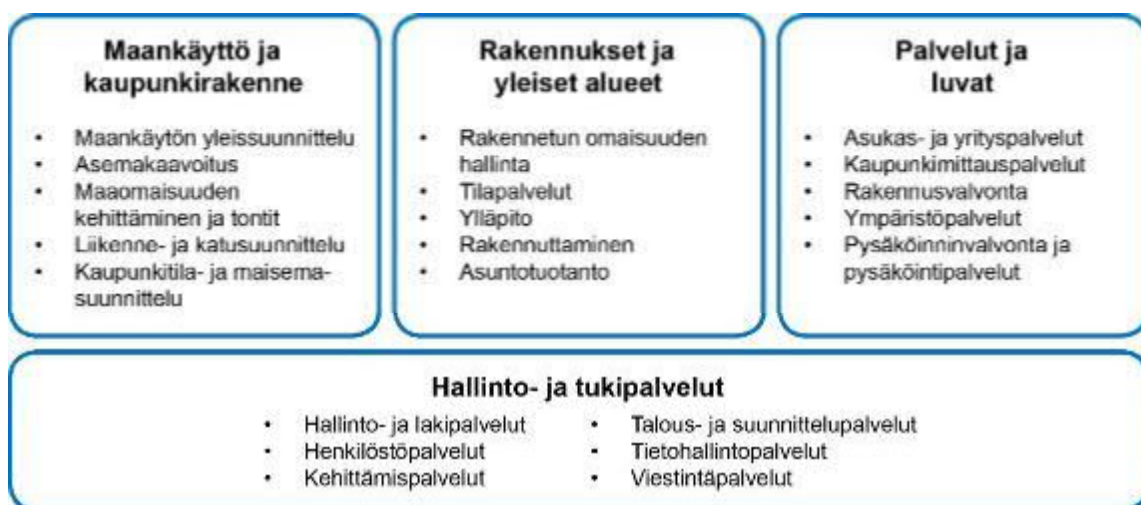 Maankäyttö ja
kaupunkirakenne
• Maankäytön yleissuunnittelu
• Asemakaavoitus
• Maaomaisuuden
kehittäminen ja tontit
• Liikenne- ja katusuunnittelu
• Kaupunkitila- ja maisema-
suunnittelu
Rakennukset ja
yleiset alueet
• Rakennetun omaisuuden
hallinta
• Tilapalvelut
• Ylläpito
• Rakennuttaminen
• Asuntotuotanto
Palvelut ja
luvat
• Asukas- ja yrityspalvelut
• Kaupunkimittauspalvelut
• Rakennusvalvonta
• Ympäristöpalvelut
• Pysäköinninvalvonta ja
pysäköintipalvelut
Hallinto- ja tukipalvelut
• Hallinto- ja lakipalvelut
• Henkilöstöpalvelut
• Kehittämispalvelut
• Talous- ja suunnittelupalvelut
• Tietohallintopalvelut
• Viestintäpalvelut